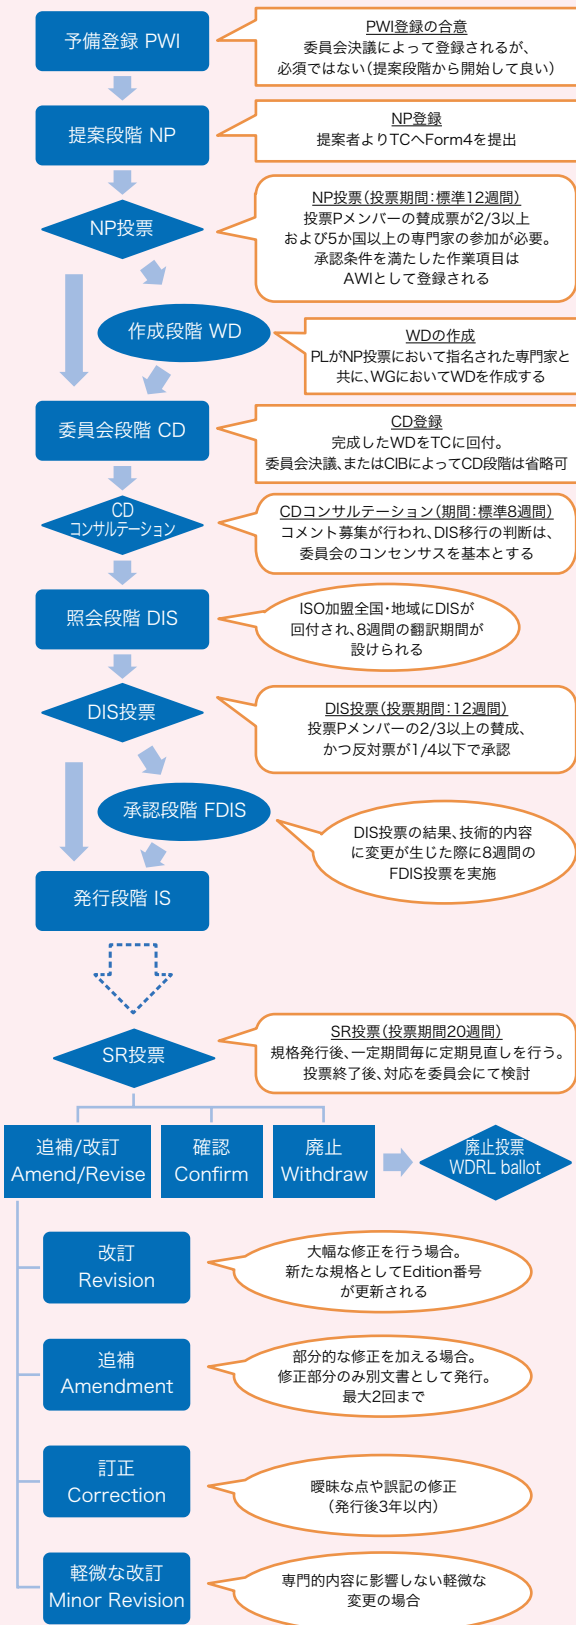 予備登録 PWI
PWI登録の合意
委員会決議によって登録されるが、
必須ではない（提案段階から開始して良い）
提案段階 NP
NP登録
提案者よりTCへForm4を提出
NP投票
NP投票（投票期間：標準12週間）
投票Pメンバーの賛成票が2/3以上
および5か国以上の専門家の参加が必要。
承認条件を満たした作業項目は
AWIとして登録される
作成段階 WD
WDの作成
PLがNP投票において指名された専門家と
共に、WGにおいてWDを作成する
委員会段階 CD
CD登録
完成したWDをTCに回付。
委員会決議、またはCIBによってCD段階は省略可
CD
コンサルテーション
CDコンサルテーション（期間：標準8週間）
コメント募集が行われ、DIS移行の判断は、
委員会のコンセンサスを基本とする
照会段階 DIS
ISO加盟全国・地域にDISが
回付され、8週間の翻訳期間が
設けられる
DIS投票
DIS投票（投票期間：12週間）
投票Pメンバーの2/3以上の賛成、
かつ反対票が1/4以下で承認
承認段階 FDIS
DIS投票の結果、技術的内容
に変更が生じた際に8週間の
FDIS投票を実施
発行段階 IS
SR投票
SR投票（投票期間20週間）
規格発行後、一定期間毎に定期見直しを行う。
投票終了後、対応を委員会にて検討
追補/改訂
Amend/Revise
確認
Confirm
廃止
Withdraw
廃止投票
WDRL ballot
改訂
Revision
大幅な修正を行う場合。
新たな規格としてEdition番号
が更新される
追補
Amendment
部分的な修正を加える場合。
修正部分のみ別文書として発行。
最大2回まで
訂正
Correction
曖昧な点や誤記の修正
（発行後3年以内）
軽微な改訂
Minor Revision
専門的内容に影響しない軽微な
変更の場合